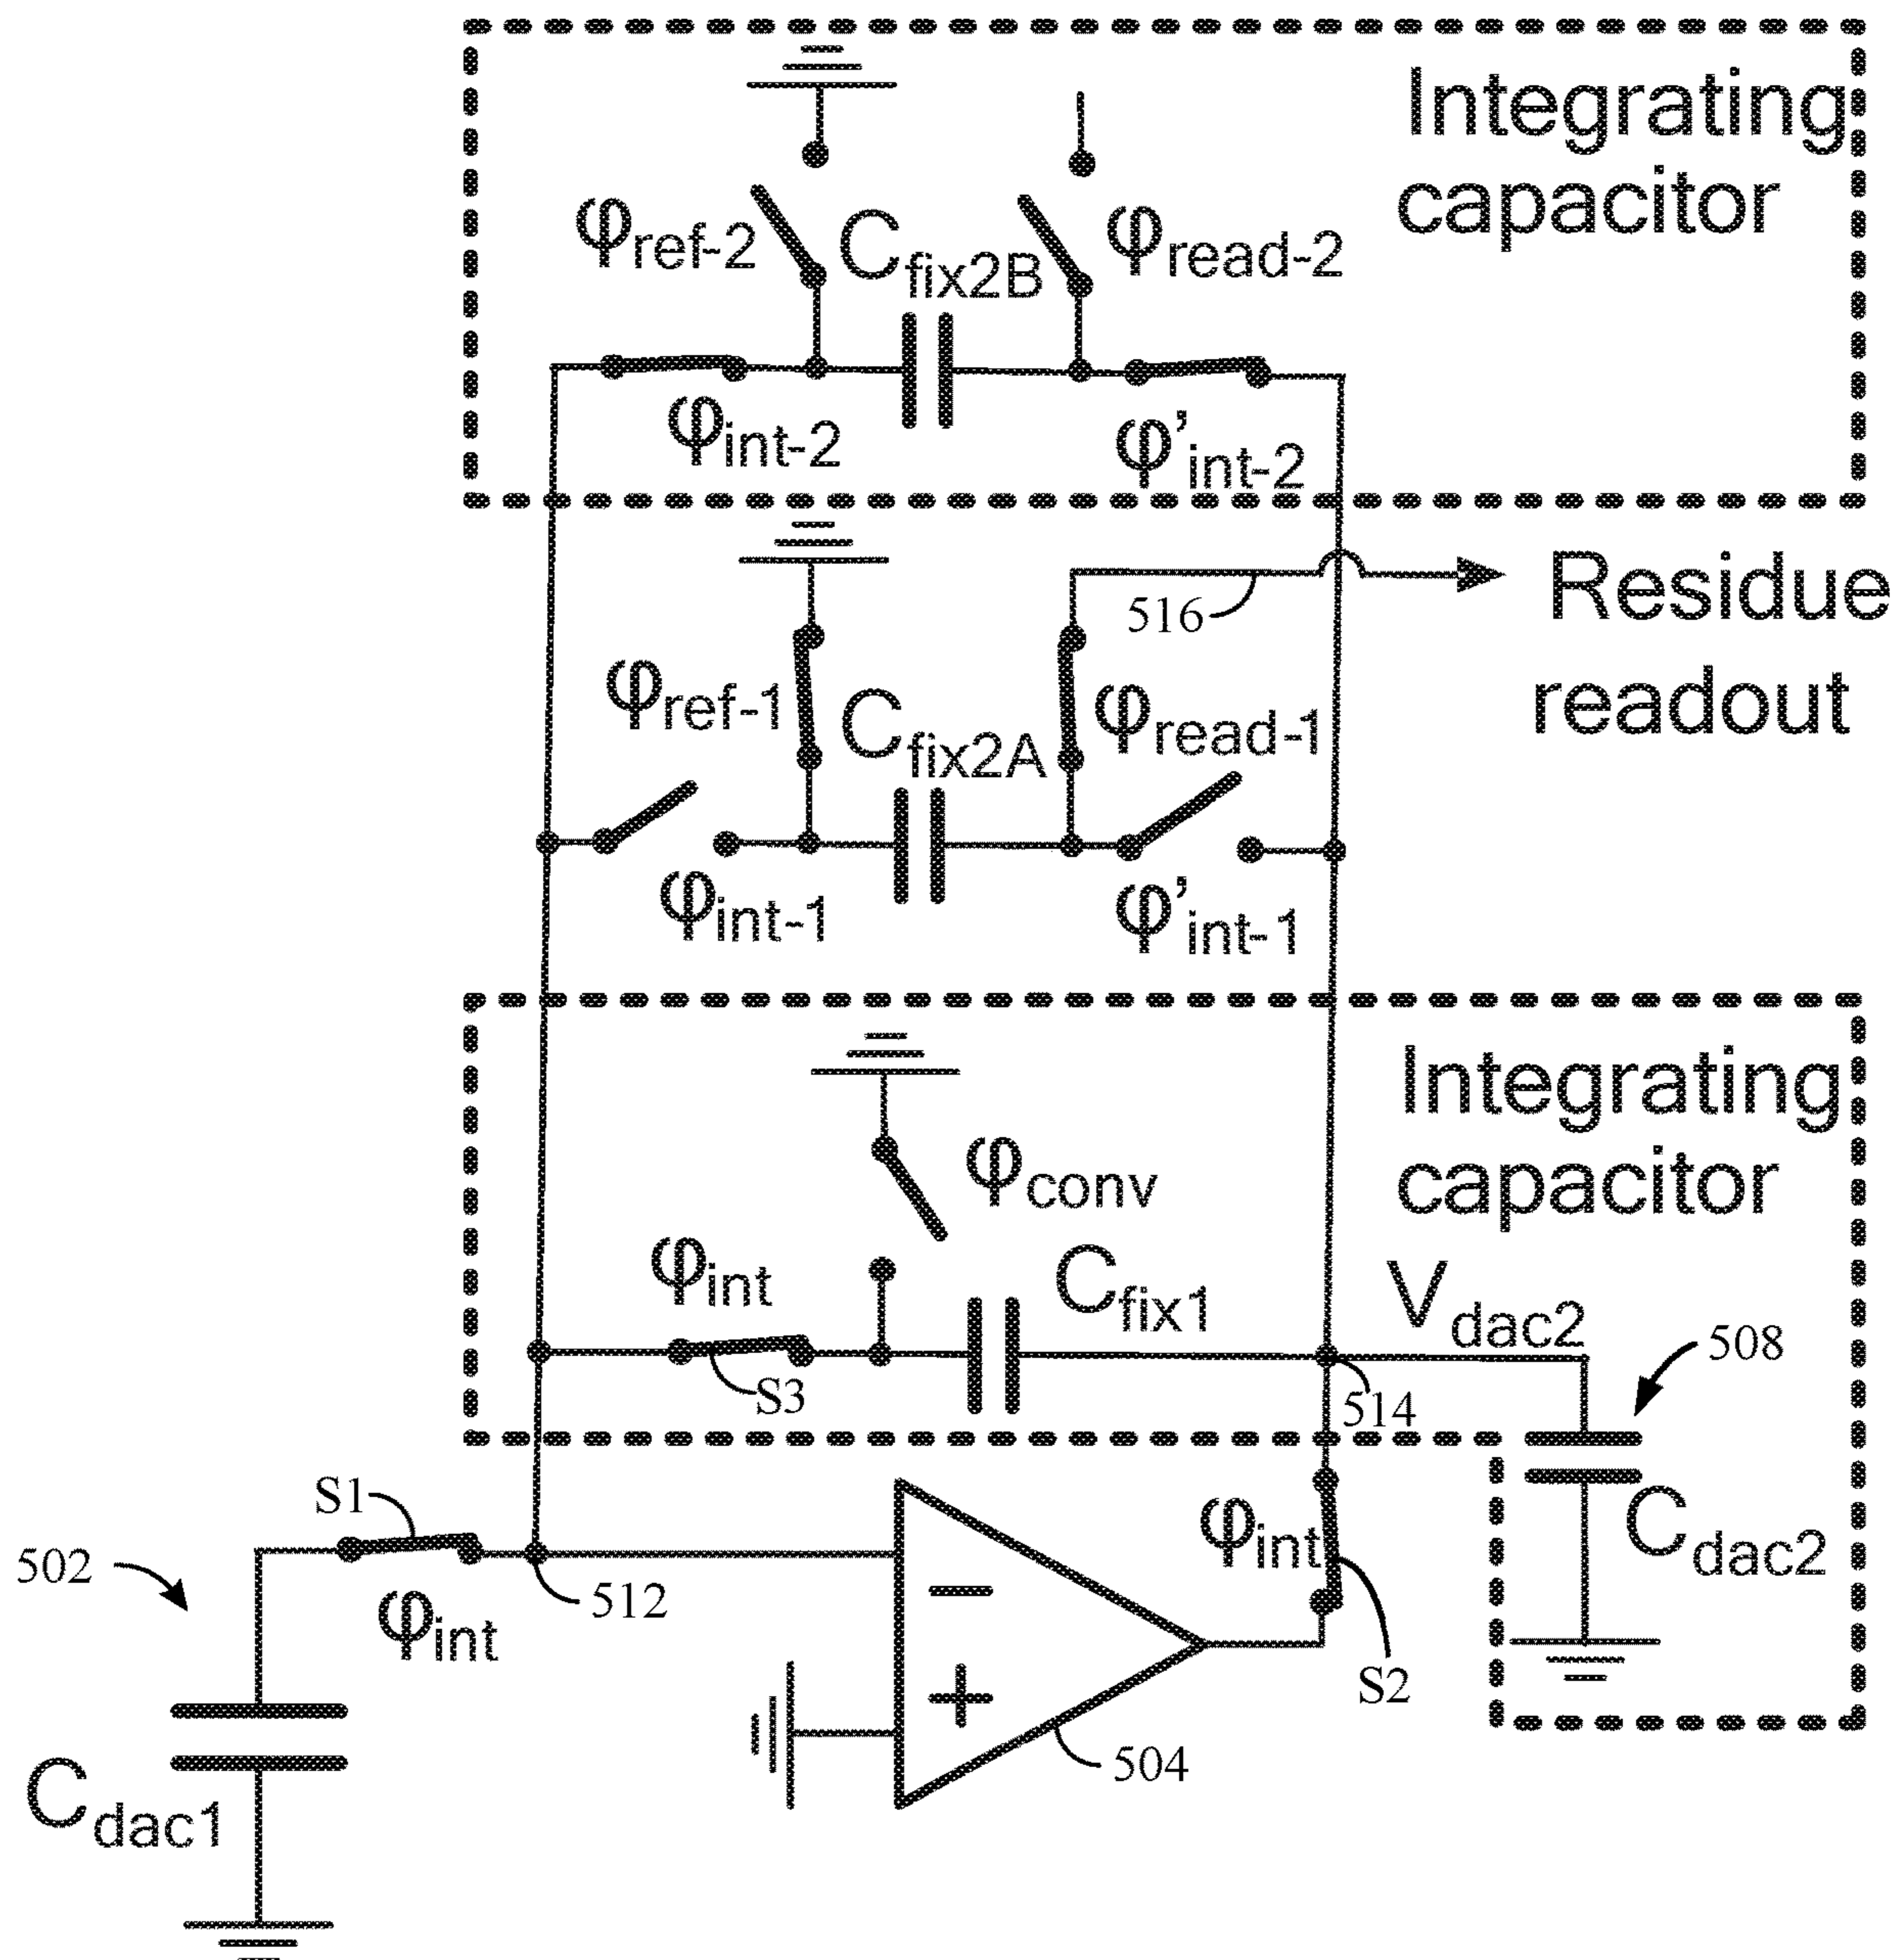 Integrating
capacitor
φref-2
Cfix2B
φread-2
φint-2
φ'int-2
516
Residue
readout
φref-1
Cfix2A
φread-1
φint-1
φ'int-1
Integrating
capacitor
φconv
φint
Cfix1
Vdac2
508
S3
514
S1
502
φint
512
φint
Cdac2
S2
−
+
504
Cdac1